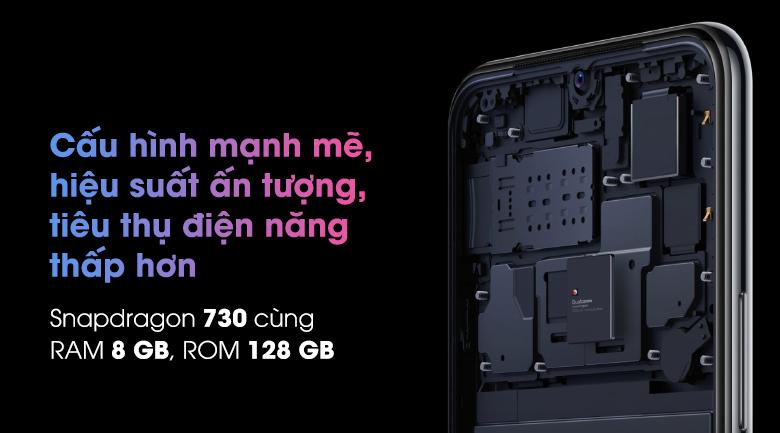 Cấu hình mạnh mẽ,
hiệu suất ấn tượng,
tiêu thụ điện năng
thấp hơn
Snapdragon 730 cùng
RAM 8 GB, ROM 128 GB
Qualcomm